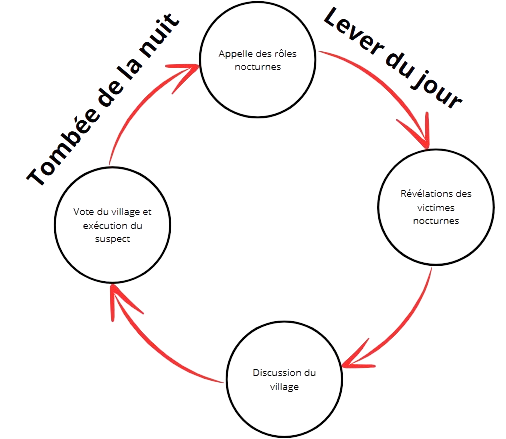 Tombée de la nuit
Lever du jour
Appelle des rôles
nocturnes
Révélations des
victimes
nocturnes
Discussion du
village
Vote du village et
exécution du
suspect